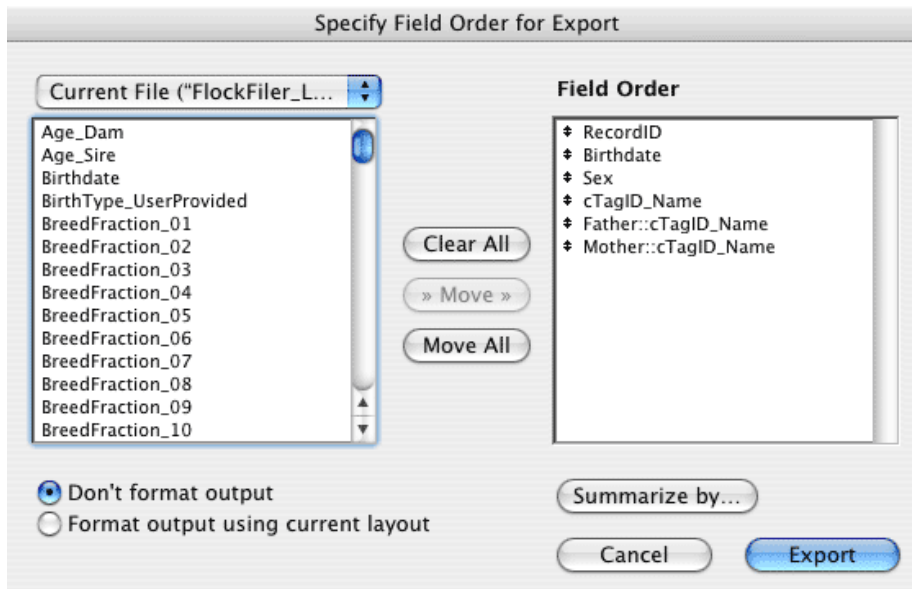 Specify Field Order for Export
Current File ("FlockFiler_L...
Age_Dam
Age_Sire
Birthdate
BirthType_UserProvided
BreedFraction_01
BreedFraction_02
BreedFraction_03
BreedFraction_04
BreedFraction_05
BreedFraction_06
BreedFraction_07
BreedFraction_08
BreedFraction_09
BreedFraction_10
Clear All
» Move »
Move All
Field Order
RecordID
Birthdate
Sex
cTagID_Name
Father::cTagID_Name
Mother::cTagID_Name
Don't format output
Format output using current layout
Summarize by...
Cancel
Export